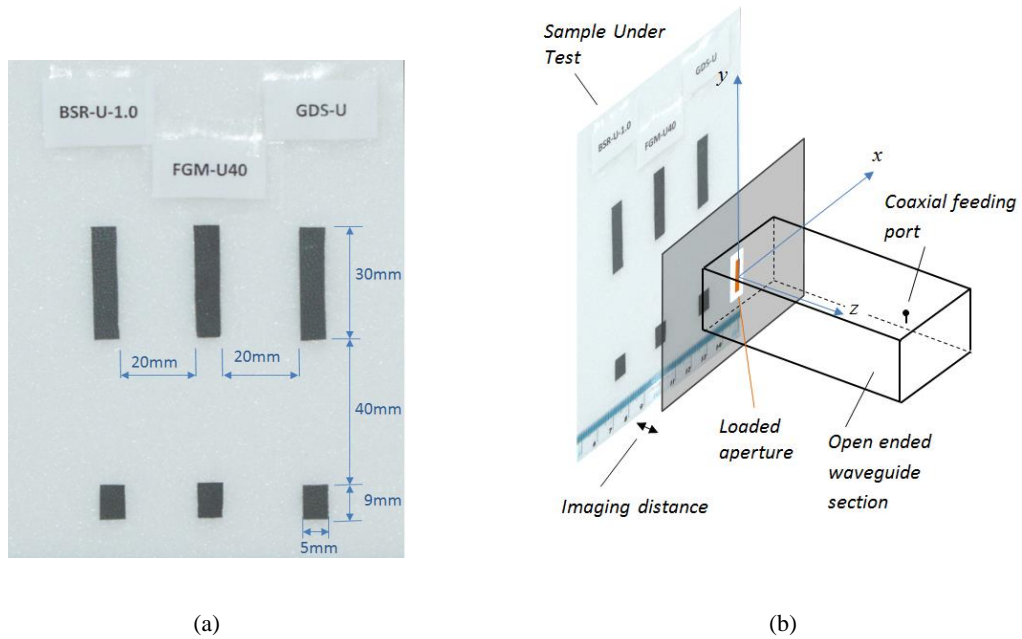 BSR-U-1.0
GDS-U
FGM-U40
30mm
20mm
20mm
40mm
9mm
5mm
(a)
Sample Under
Test
y
GDS-U
BSR-U-1.0
FGM-U40
x
Coaxial feeding
port
z
Loaded
aperture
Open ended
waveguide
section
Imaging distance
(b)